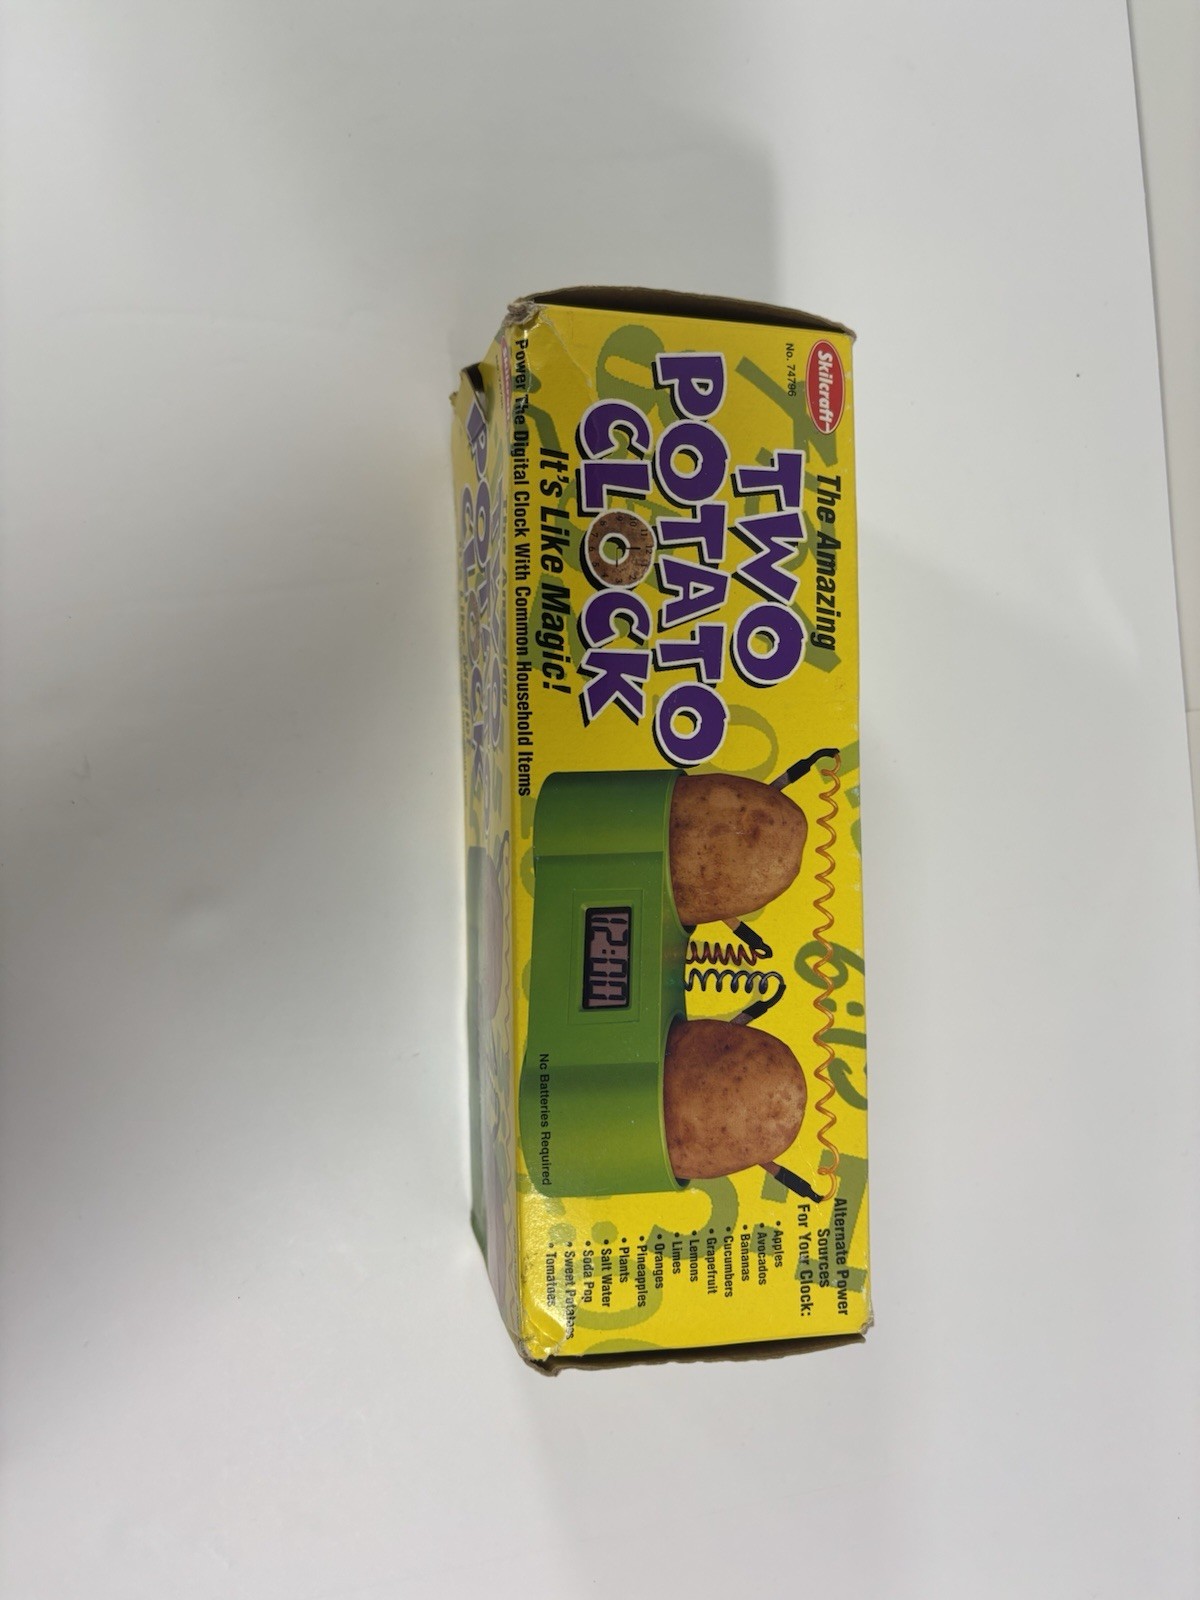 Skilcraft
No. 74796
The Amazing
TWO
POTATO
CLOCK
It's Like Magic!
Power The Digital Clock With Common Household Items
12:00
No Batteries Required
Alternate Power
Sources
For Your Clock:
• Apples
• Avocados
• Bananas
• Cucumbers
• Grapefruit
• Lemons
• Limes
• Oranges
• Pineapples
• Plants
• Salt Water
• Soda Pop
• Sweet Potatoes
• Tomatoes